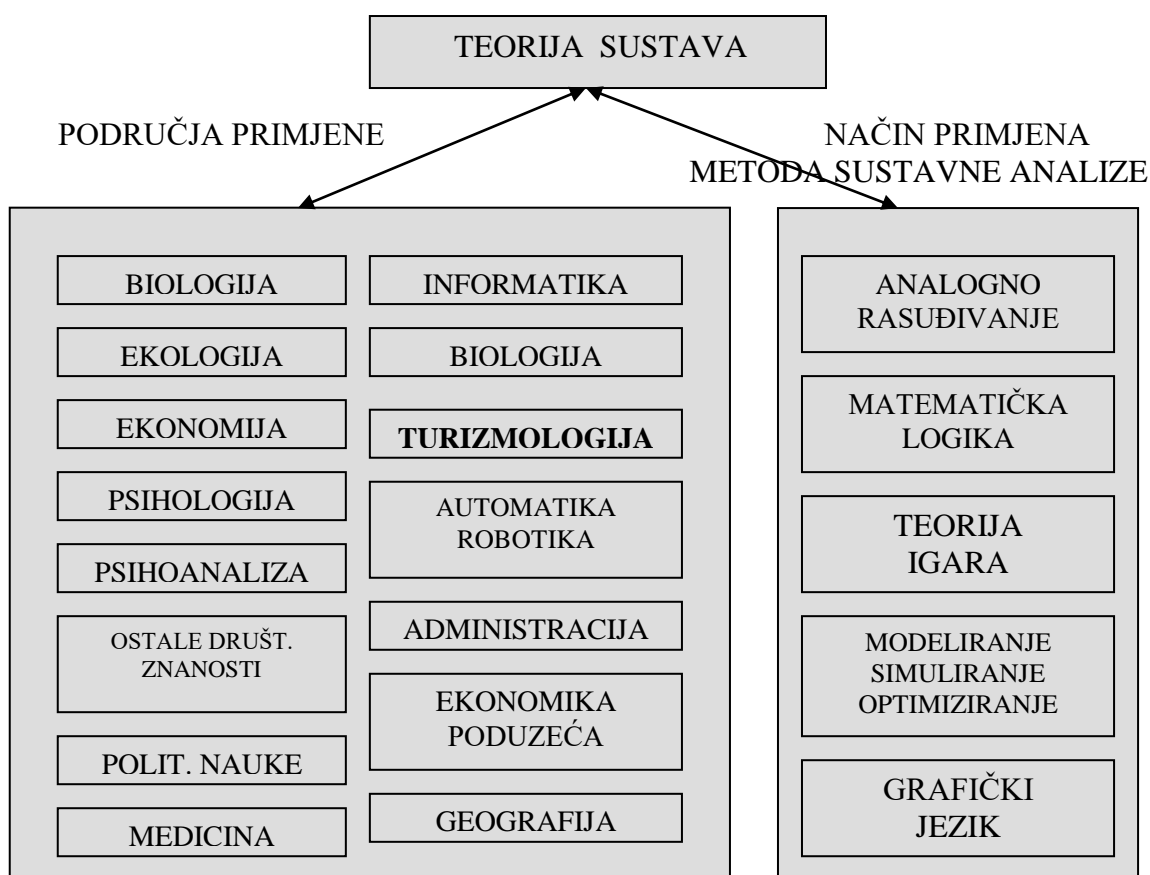 TEORIJA SUSTAVA
PODRUČJA PRIMJENE
NAČIN PRIMJENA
METODA SUSTAVNE ANALIZE
BIOLOGIJA
EKOLOGIJA
EKONOMIJA
PSIHOLOGIJA
PSIHOANALIZA
OSTALE DRUŠT.
ZNANOSTI
POLIT. NAUKE
MEDICINA
INFORMATIKA
BIOLOGIJA
TURIZMOLOGIJA
AUTOMATIKA
ROBOTIKA
ADMINISTRACIJA
EKONOMIKA
PODUZEĆA
GEOGRAFIJA
ANALOGNO
RASUĐIVANJE
MATEMATIČKA
LOGIKA
TEORIJA
IGARA
MODELIRANJE
SIMULIRANJE
OPTIMIZIRANJE
GRAFIČKI
JEZIK